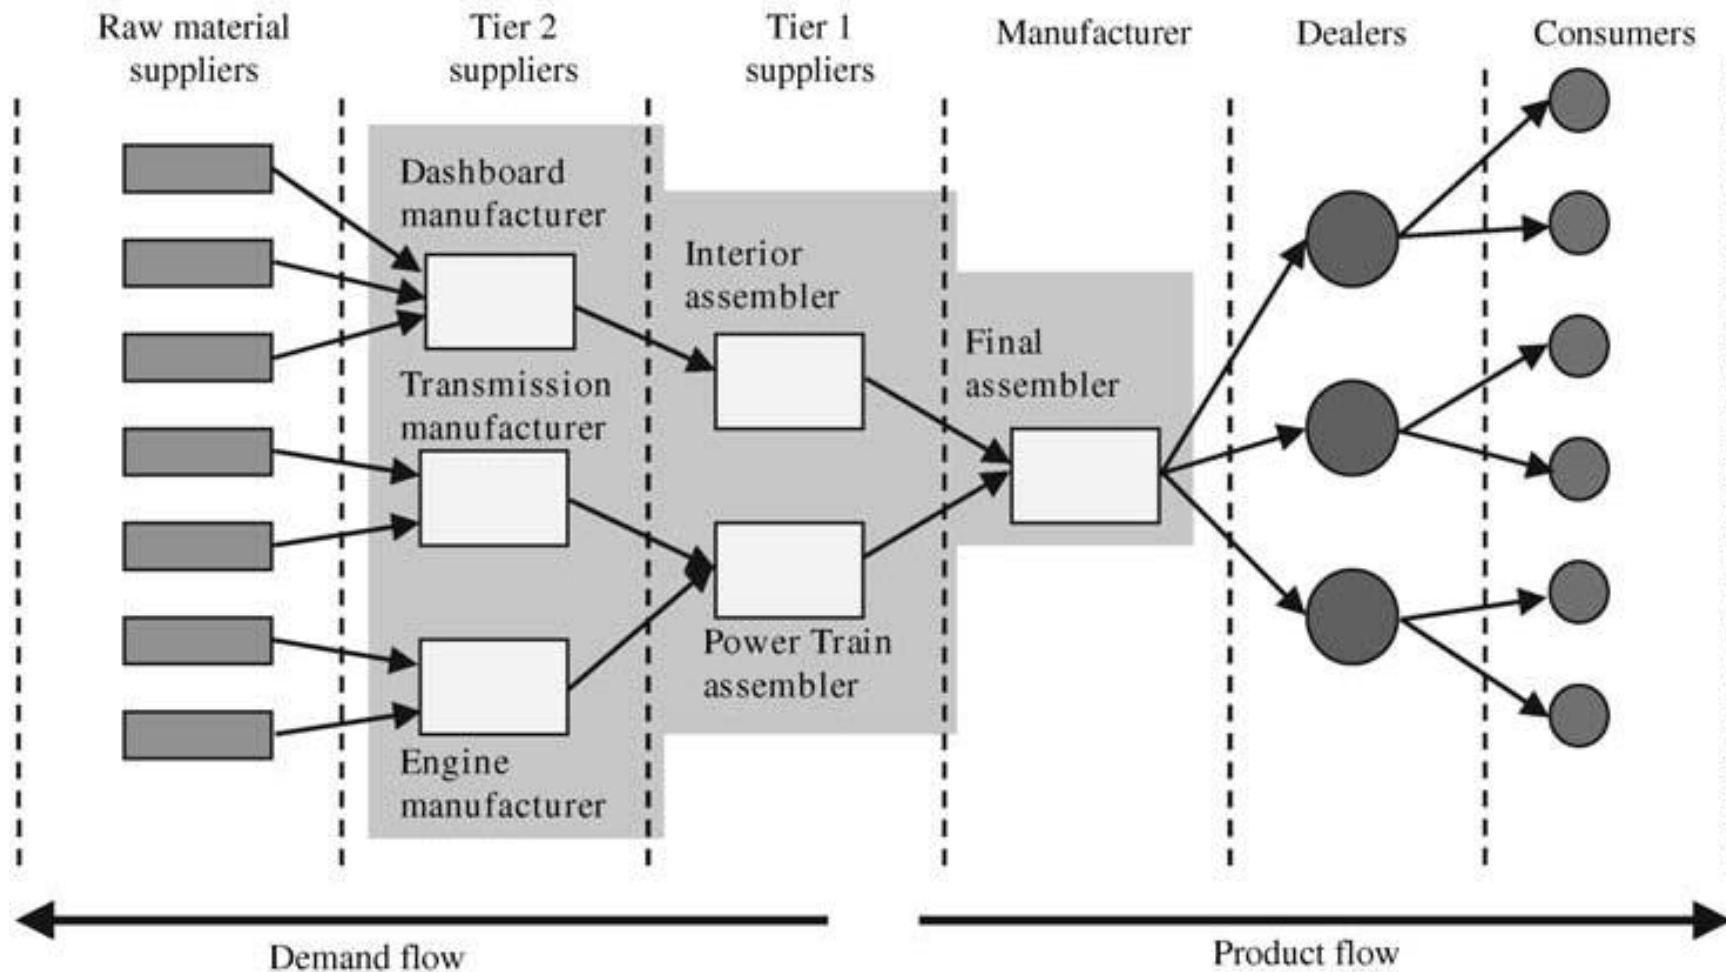 Raw material
suppliers
Tier 2
suppliers
Tier 1
suppliers
Manufacturer
Dealers
Consumers
Dashboard
manufacturer
Interior
assembler
Final
assembler
Transmission
manufacturer
Power Train
assembler
Engine
manufacturer
Demand flow
Product flow